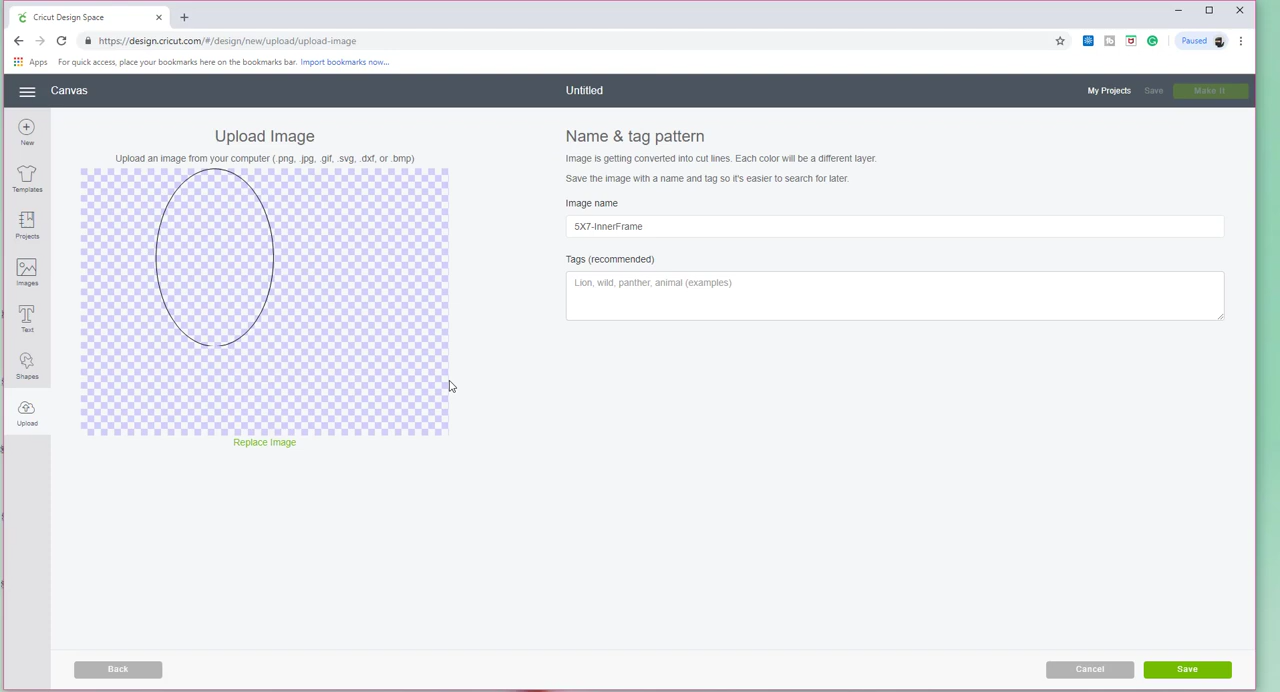 Cricut Design Space
https://design.cricut.com/#/design/new/upload/upload-image
Paused
Apps
For quick access, place your bookmarks here on the bookmarks bar. Import bookmarks now...
Canvas
Untitled
My Projects
Save
Make It
New
Templates
Projects
Images
Text
Shapes
Upload
Upload Image
Upload an image from your computer (.png, .jpg, .gif, .svg, .dxf, or .bmp)
Replace Image
Name & tag pattern
Image is getting converted into cut lines. Each color will be a different layer.
Save the image with a name and tag so it's easier to search for later.
Image name
5X7-InnerFrame
Tags (recommended)
Lion, wild, panther, animal (examples)
Back
Cancel
Save